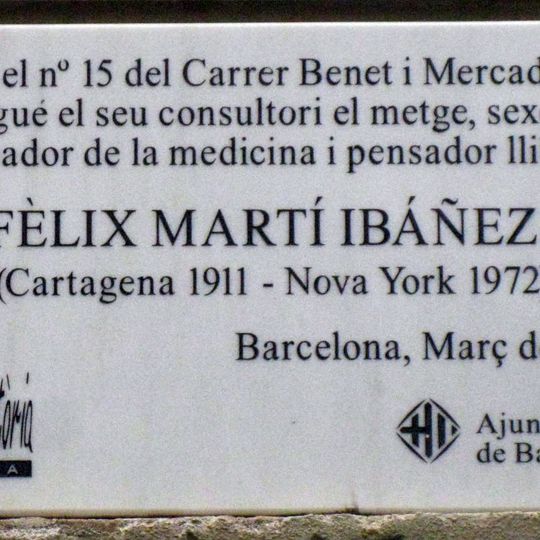 el nº 15 del Carrer Benet i Mercad
gué el seu consultori el metge, sex
ador de la medicina i pensador lli
FÈLIX MARTÍ IBÁÑEZ
(Cartagena 1911 - Nova York 1972
Barcelona, Març d
tòria
A
Ajun
de Ba